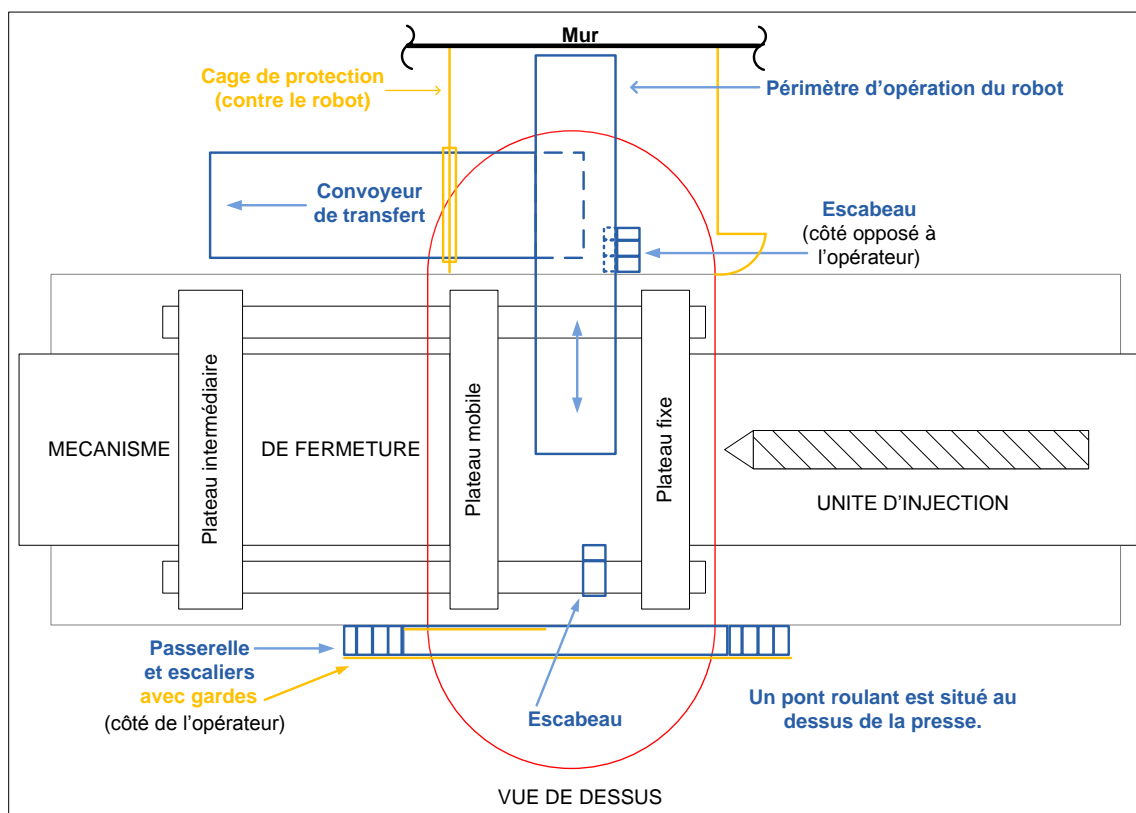 Mur
Cage de protection
(contre le robot)
Périmètre d'opération du robot
Convoyeur
de transfert
Escabeau
(côté opposé à
l'opérateur)
Plateau intermédiaire
Plateau mobile
Plateau fixe
MECANISME
DE FERMETURE
UNITE D'INJECTION
Passerelle
et escaliers
avec gardes
(côté de l'opérateur)
Escabeau
Un pont roulant est situé au
dessus de la presse.
VUE DE DESSUS